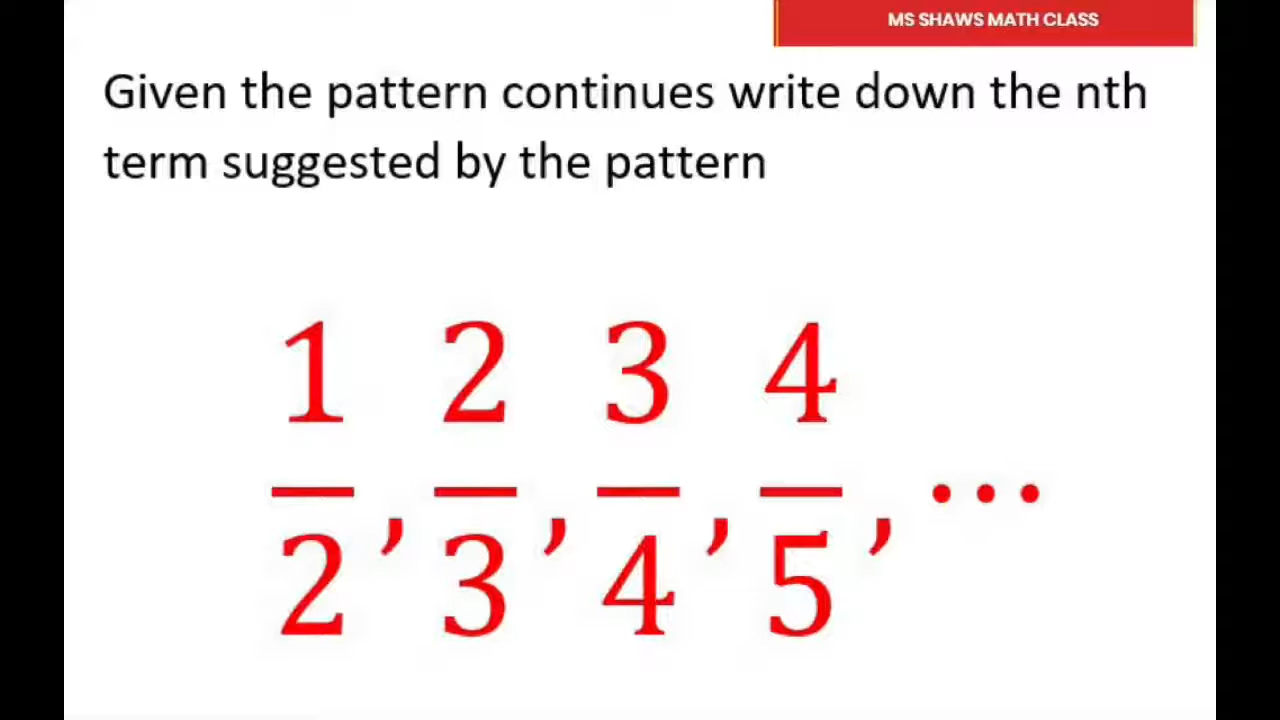 MS SHAWS MATH CLASS
Given the pattern continues write down the nth
term suggested by the pattern
1/2, 2/3, 3/4, 4/5, ...